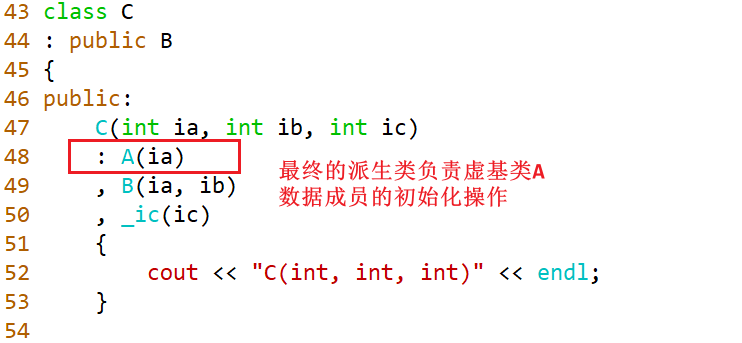 43 class C
44 : public B
45 {
46 public:
47     C(int ia, int ib, int ic)
48     : A(ia)
最终的派生类负责虚基类A
数据成员的初始化操作
49     , B(ia, ib)
50     , _ic(ic)
51     {
52         cout << "C(int, int, int)" << endl;
53     }
54